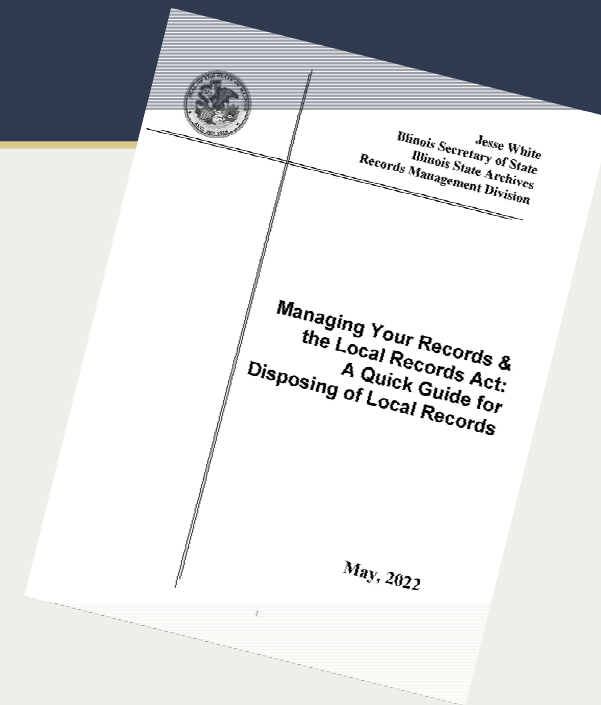 Jesse White
Illinois Secretary of State
Illinois State Archives
Records Management Division
Managing Your Records &
the Local Records Act:
A Quick Guide for
Disposing of Local Records
May, 2022
1